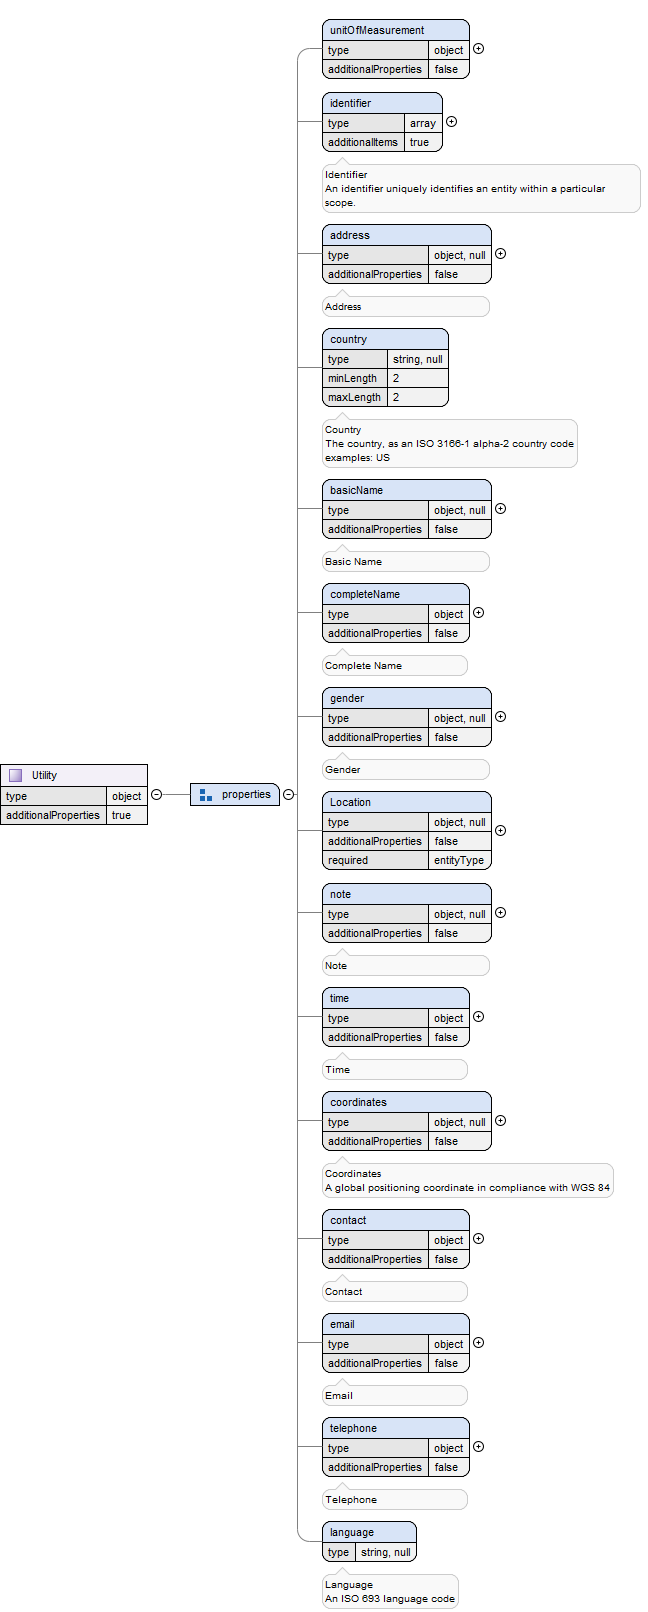 unitOfMeasurement
type object
additionalProperties false
identifier
type array
additionalItems true
Identifier
An identifier uniquely identifies an entity within a particular
scope.
address
type object, null
additionalProperties false
Address
country
type string, null
minLength 2
maxLength 2
Country
The country, as an ISO 3166-1 alpha-2 country code
examples: US
basicName
type object, null
additionalProperties false
Basic Name
completeName
type object
additionalProperties false
Complete Name
gender
type object, null
additionalProperties false
Gender
Utility
type object
additionalProperties true
properties
Location
type object, null
additionalProperties false
required entityType
note
type object, null
additionalProperties false
Note
time
type object
additionalProperties false
Time
coordinates
type object, null
additionalProperties false
Coordinates
A global positioning coordinate in compliance with WGS 84
contact
type object
additionalProperties false
Contact
email
type object
additionalProperties false
Email
telephone
type object
additionalProperties false
Telephone
language
type string, null
Language
An ISO 693 language code